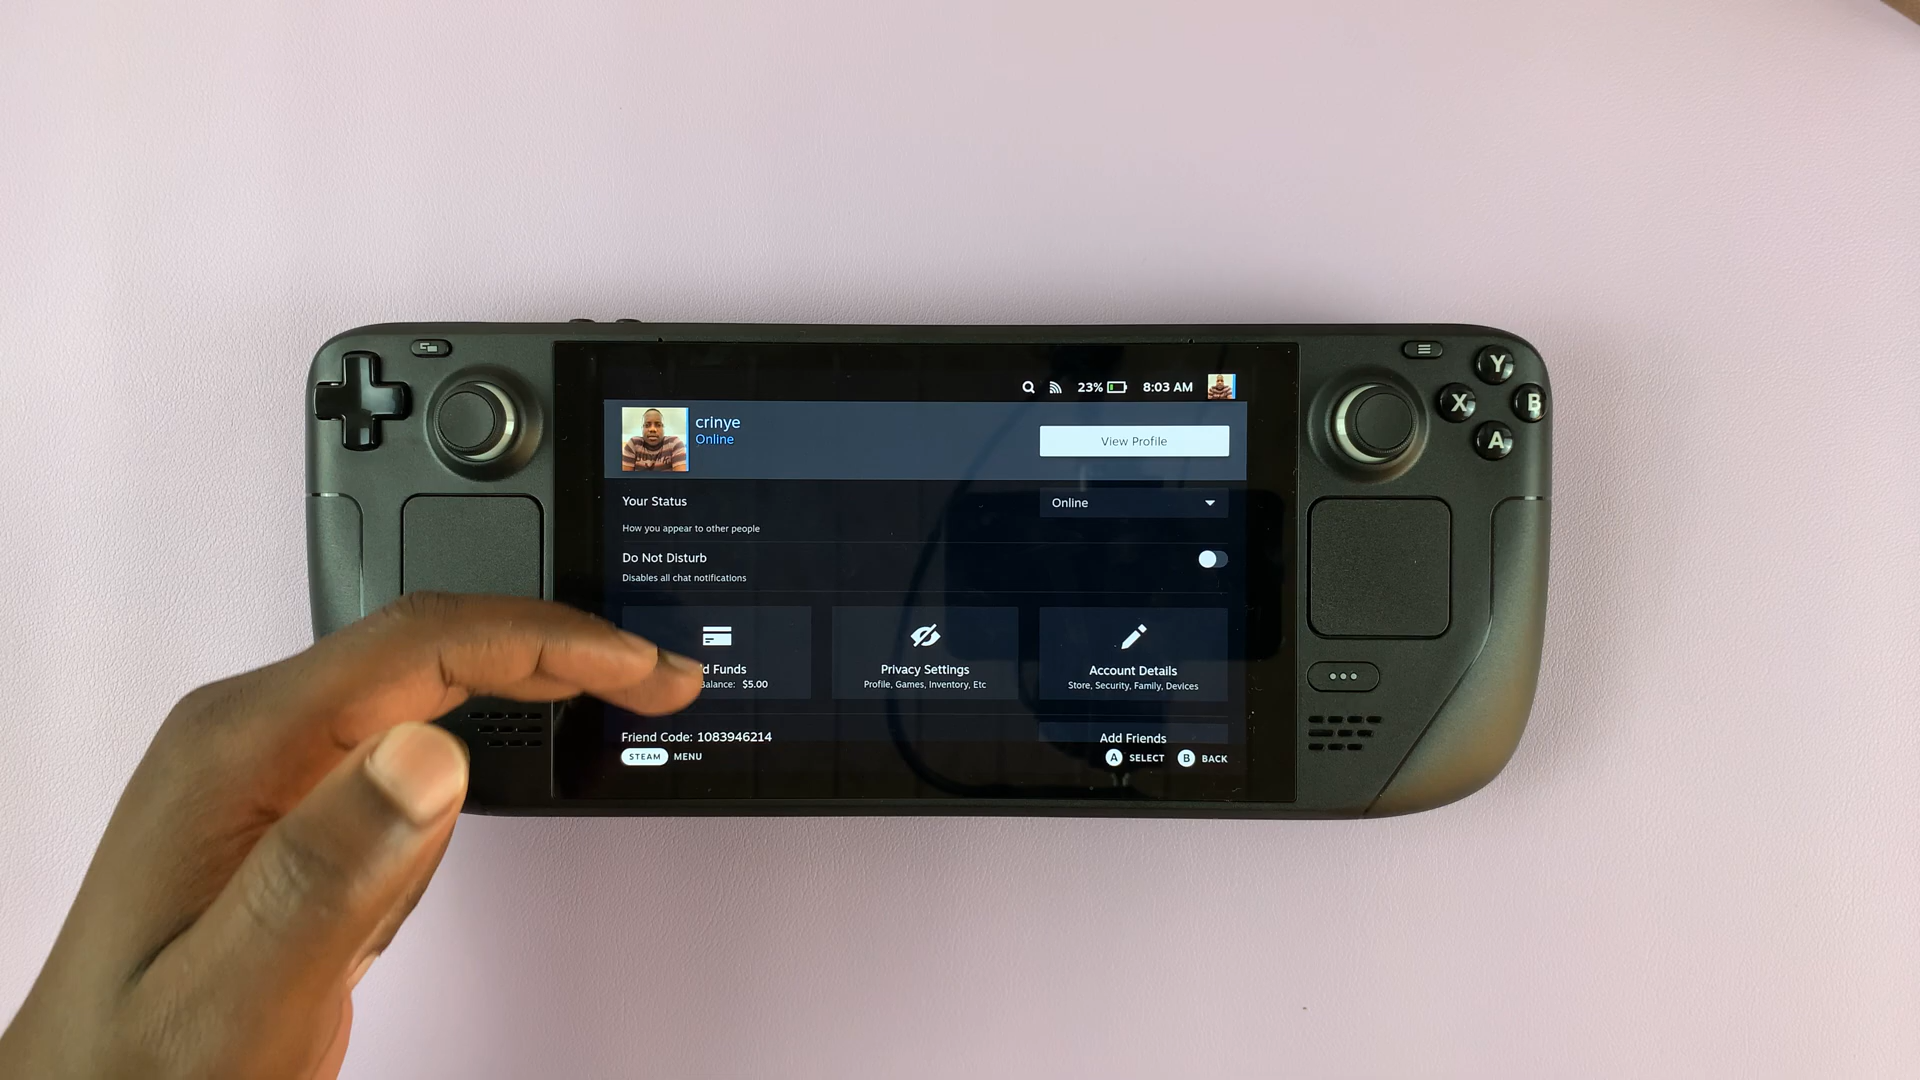 23% 8:03 AM
crinye
Online
View Profile
Your Status
Online
How you appear to other people
Do Not Disturb
Disables all chat notifications
Funds
Balance: $5.00
Privacy Settings
Profile, Games, Inventory, Etc
Account Details
Store, Security, Family, Devices
Friend Code: 1083946214
Add Friends
STEAM MENU
A SELECT B BACK
Y
X
B
A